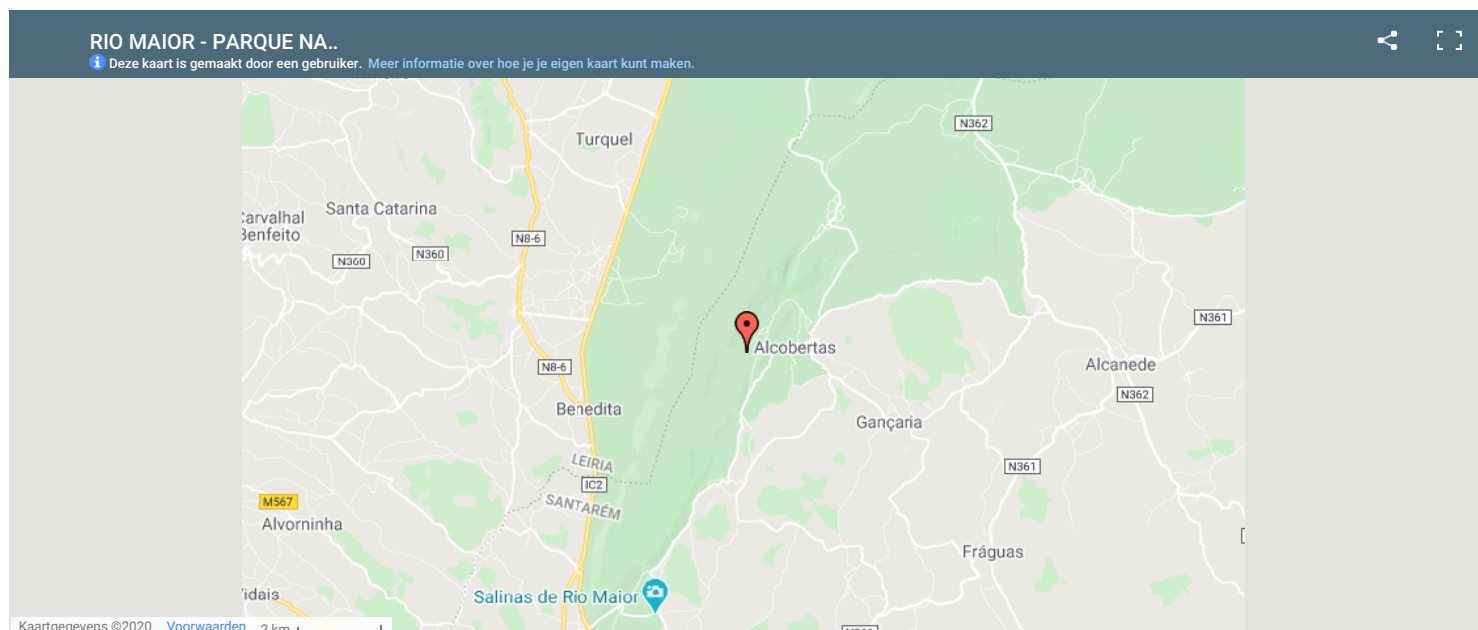 RIO MAIOR - PARQUE NA..
Deze kaart is gemaakt door een gebruiker. Meer informatie over hoe je je eigen kaart kunt maken.
N362
Turquel
Santa Catarina
Carvalhal
Benfeito
N8-6
N360
N360
N361
Alcobertas
Alcanede
N8-6
N362
Benedita
Gançaria
LEIRIA
N361
IC2
M567
SANTARÉM
Alvorninha
Fráguas
Vidais
Salinas de Rio Maior
Kaartgegevens ©2020 Voorwaarden 2 km